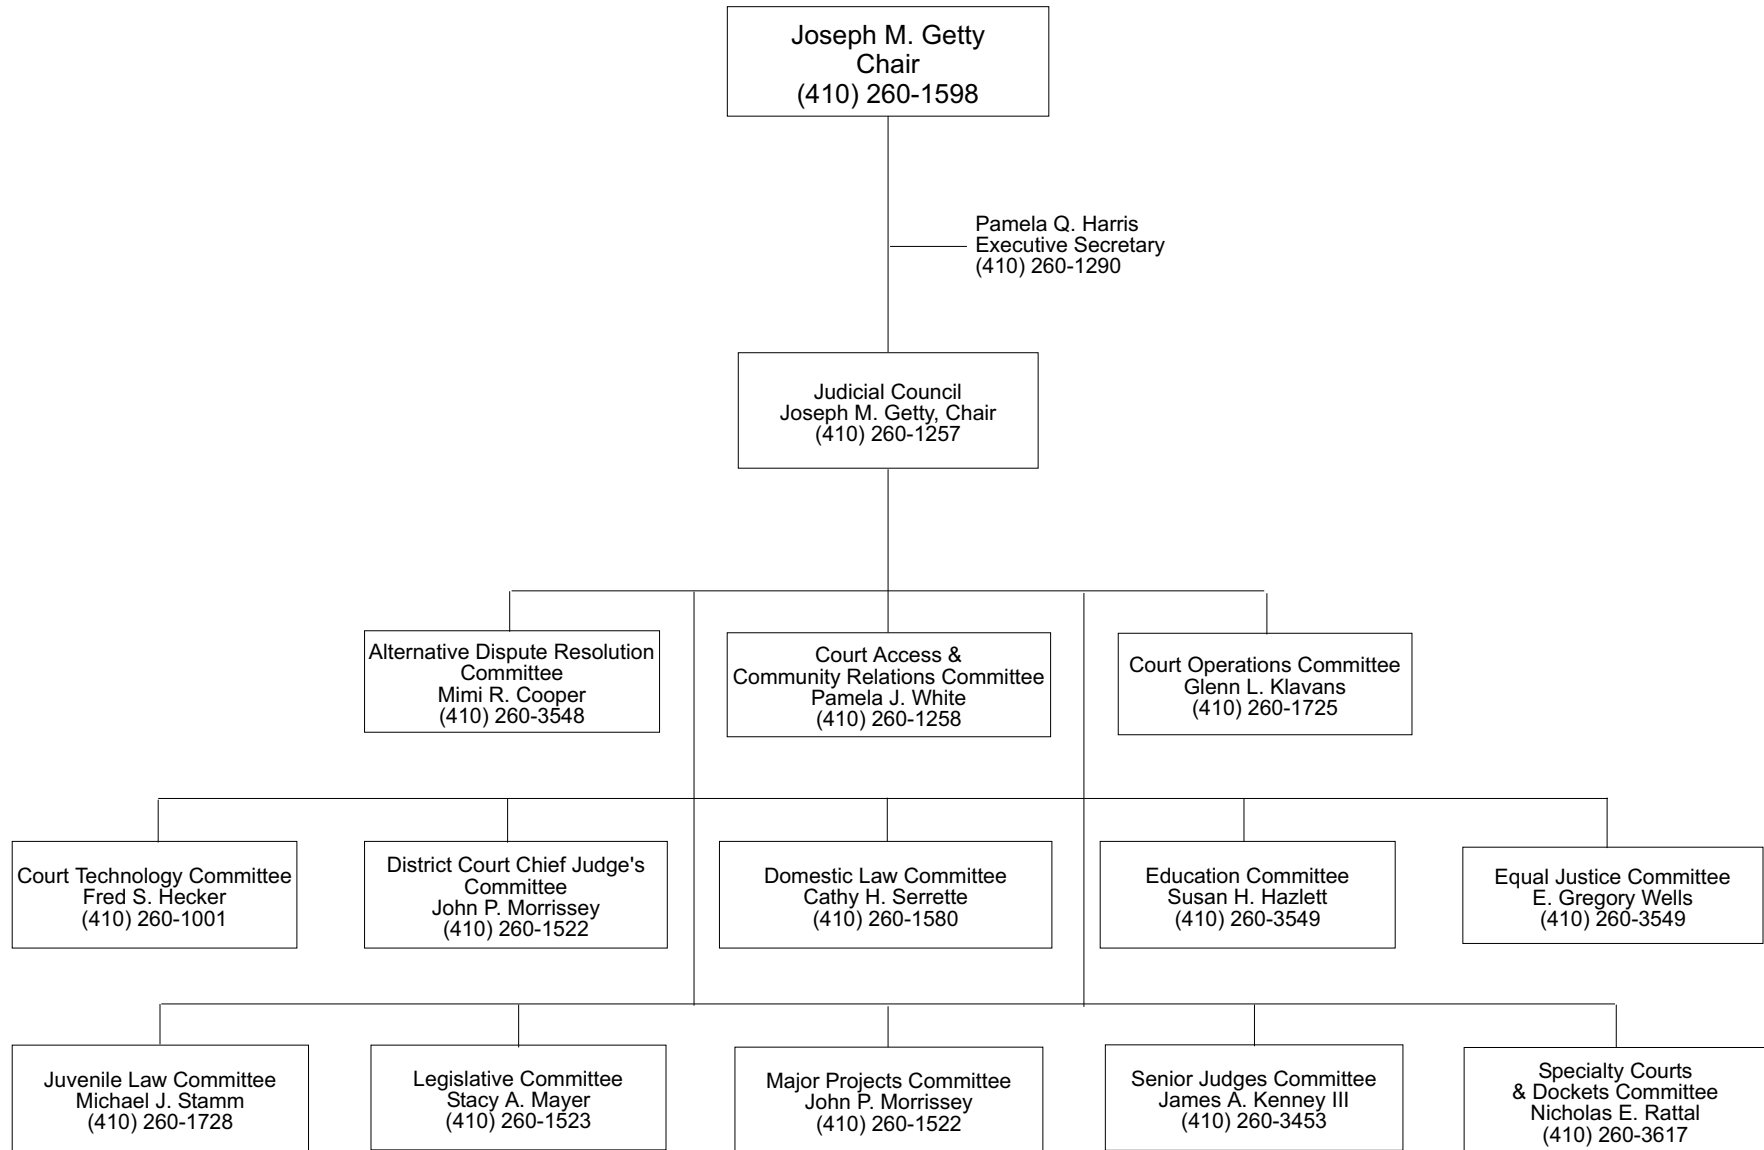 Joseph M. Getty
Chair
(410) 260-1598
Pamela Q. Harris
Executive Secretary
(410) 260-1290
Judicial Council
Joseph M. Getty, Chair
(410) 260-1257
Alternative Dispute Resolution
Committee
Mimi R. Cooper
(410) 260-3548
Court Access &
Community Relations Committee
Pamela J. White
(410) 260-1258
Court Operations Committee
Glenn L. Klavans
(410) 260-1725
Court Technology Committee
Fred S. Hecker
(410) 260-1001
District Court Chief Judge's
Committee
John P. Morrissey
(410) 260-1522
Domestic Law Committee
Cathy H. Serrette
(410) 260-1580
Education Committee
Susan H. Hazlett
(410) 260-3549
Equal Justice Committee
E. Gregory Wells
(410) 260-3549
Juvenile Law Committee
Michael J. Stamm
(410) 260-1728
Legislative Committee
Stacy A. Mayer
(410) 260-1523
Major Projects Committee
John P. Morrissey
(410) 260-1522
Senior Judges Committee
James A. Kenney III
(410) 260-3453
Specialty Courts
& Dockets Committee
Nicholas E. Rattal
(410) 260-3617